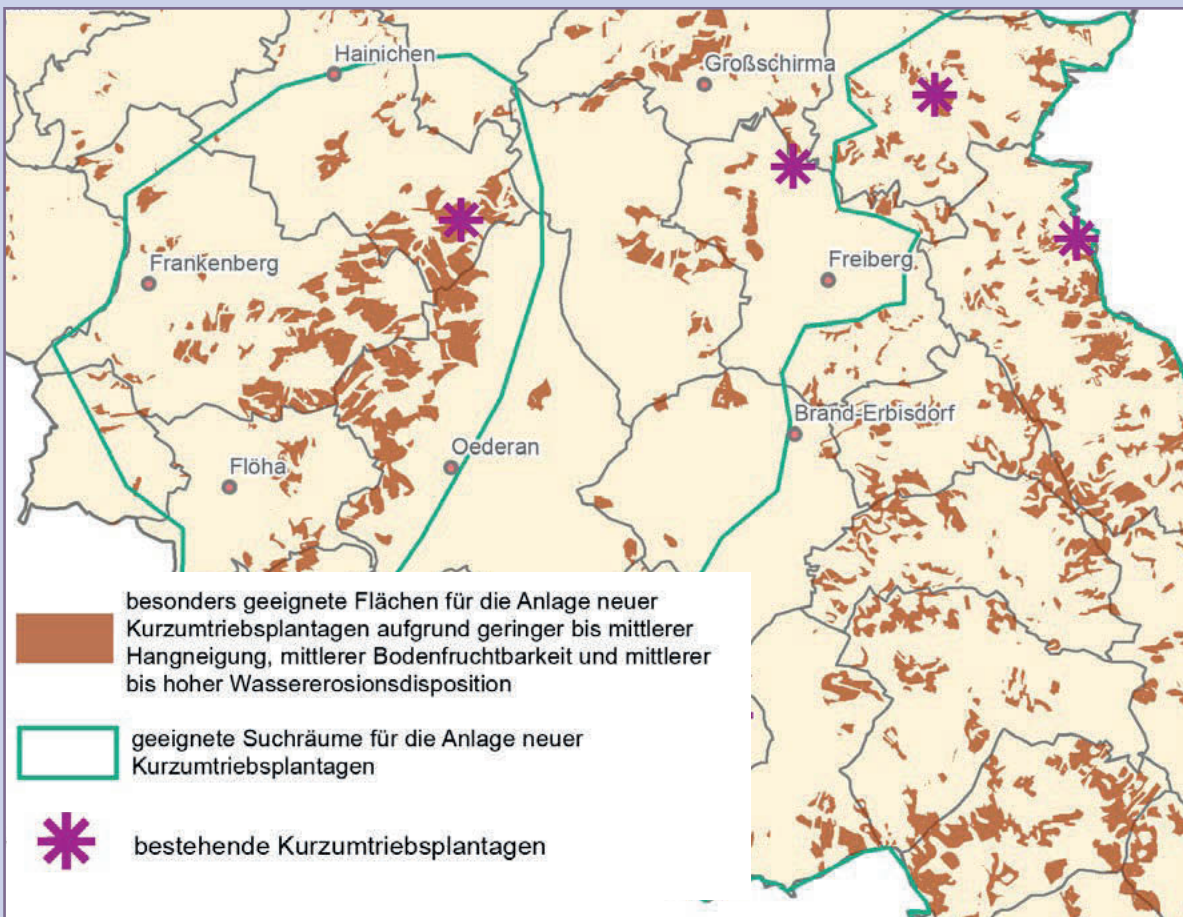 Hainichen
Großschirma
Frankenberg
Freiberg
Brand-Erbisdorf
Oederan
Flöha
besonders geeignete Flächen für die Anlage neuer
Kurzumtriebsplantagen aufgrund geringer bis mittlerer
Hangneigung, mittlerer Bodenfruchtbarkeit und mittlerer
bis hoher Wassererosionsdisposition
geeignete Suchräume für die Anlage neuer
Kurzumtriebsplantagen
bestehende Kurzumtriebsplantagen